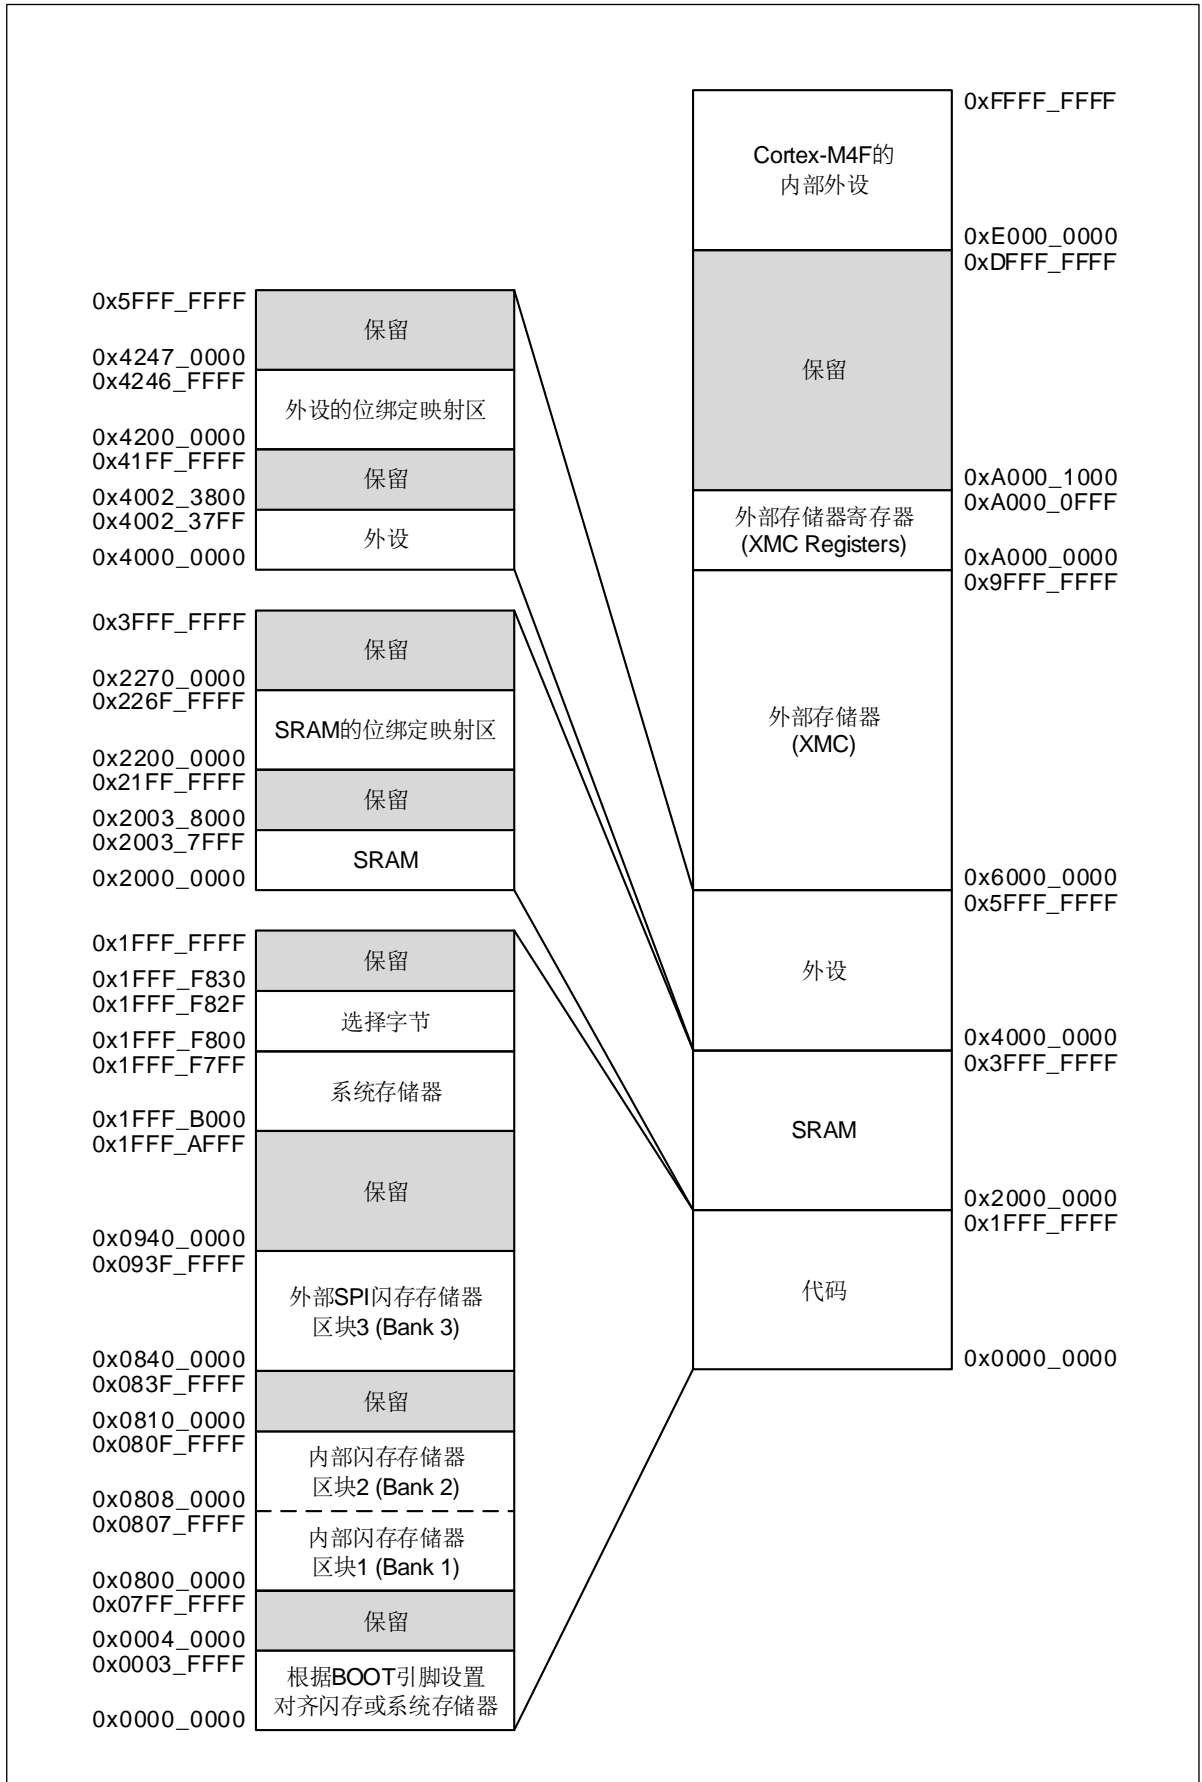 0xFFFF_FFFF
Cortex-M4F的
内部外设
0xE000_0000
0xDFFF_FFFF
保留
0xA000_1000
0xA000_0FFF
外部存储器寄存器
(XMC Registers)
0xA000_0000
0x9FFF_FFFF
外部存储器
(XMC)
0x6000_0000
0x5FFF_FFFF
外设
0x4000_0000
0x3FFF_FFFF
SRAM
0x2000_0000
0x1FFF_FFFF
代码
0x0000_0000
0x5FFF_FFFF
保留
0x4247_0000
0x4246_FFFF
外设的位绑定映射区
0x4200_0000
0x41FF_FFFF
保留
0x4002_3800
0x4002_37FF
外设
0x4000_0000
0x3FFF_FFFF
保留
0x2270_0000
0x226F_FFFF
SRAM的位绑定映射区
0x2200_0000
0x21FF_FFFF
保留
0x2003_8000
0x2003_7FFF
SRAM
0x2000_0000
0x1FFF_FFFF
保留
0x1FFF_F830
0x1FFF_F82F
选择字节
0x1FFF_F800
0x1FFF_F7FF
系统存储器
0x1FFF_B000
0x1FFF_AFFF
保留
0x0940_0000
0x093F_FFFF
外部SPI闪存存储器
区块3 (Bank 3)
0x0840_0000
0x083F_FFFF
保留
0x0810_0000
0x080F_FFFF
内部闪存存储器
区块2 (Bank 2)
0x0808_0000
0x0807_FFFF
内部闪存存储器
区块1 (Bank 1)
0x0800_0000
0x07FF_FFFF
保留
0x0004_0000
0x0003_FFFF
根据BOOT引脚设置
对齐闪存或系统存储器
0x0000_0000